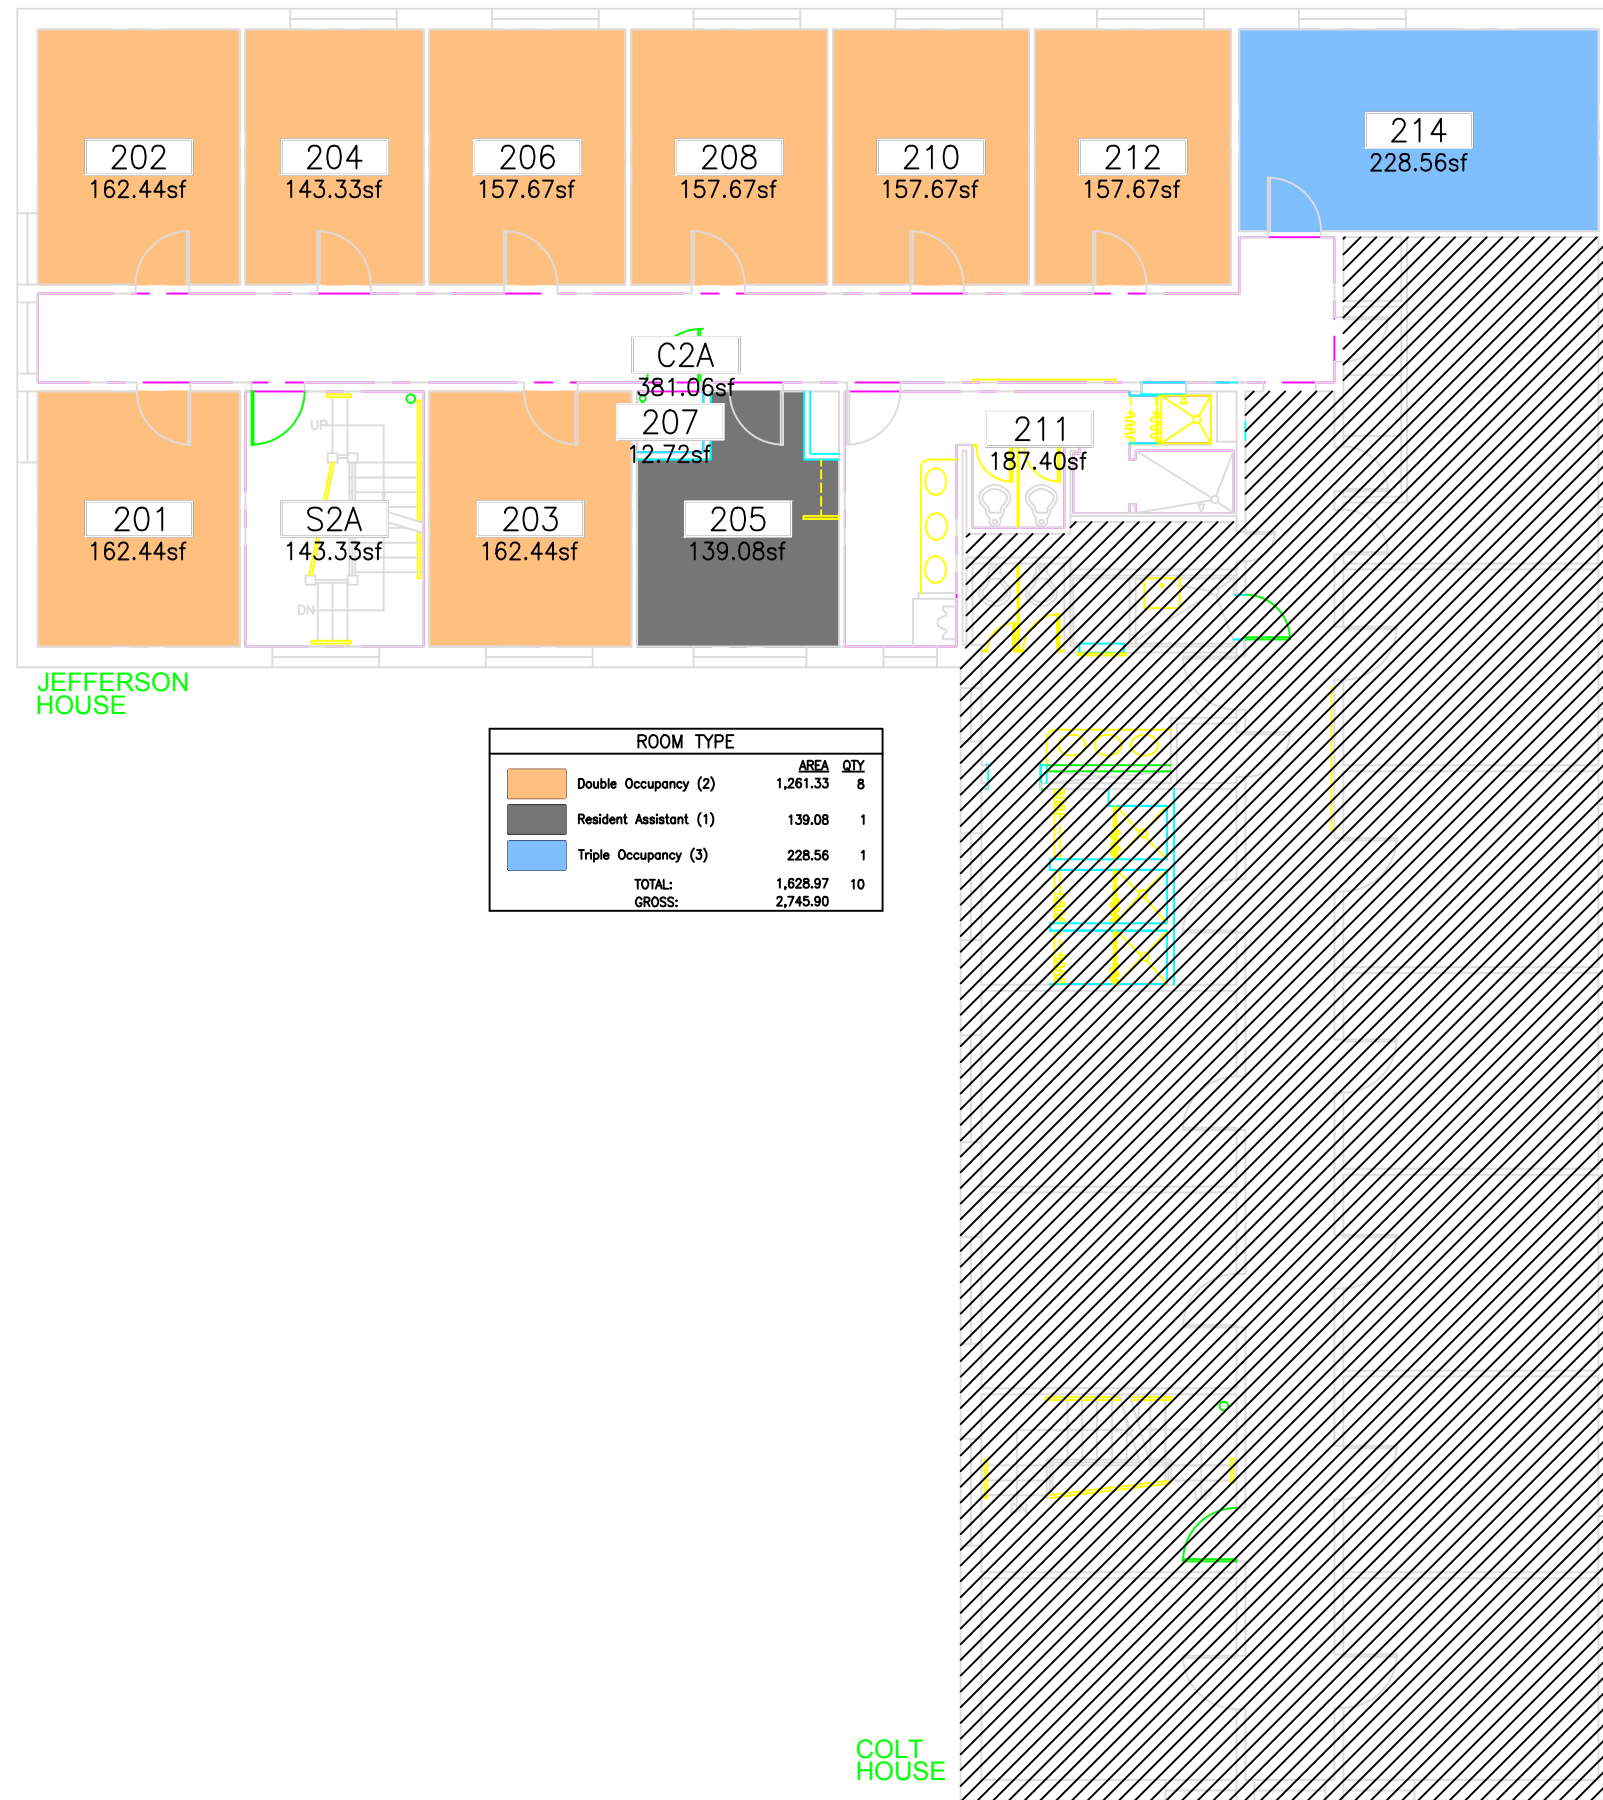 202
162.44sf
204
143.33sf
206
157.67sf
208
157.67sf
210
157.67sf
212
157.67sf
214
228.56sf
C2A
381.06sf
207
12.72sf
211
187.40sf
UP
201
162.44sf
S2A
143.33sf
203
162.44sf
205
139.08sf
DN
JEFFERSON
HOUSE
ROOM TYPE
AREA QTY
Double Occupancy (2) 1,261.33 8
Resident Assistant (1) 139.08 1
Triple Occupancy (3) 228.56 1
TOTAL: 1,628.97 10
GROSS: 2,745.90
COLT
HOUSE